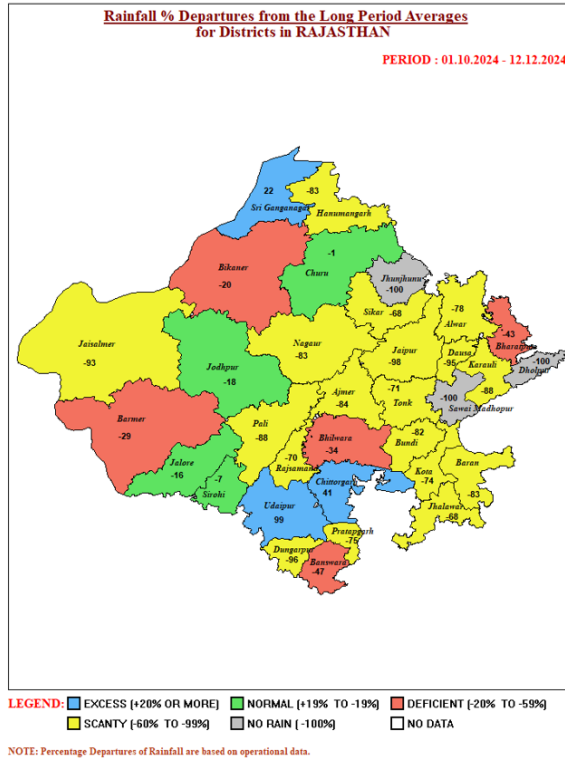 Rainfall % Departures from the Long Period Averages
for Districts in RAJASTHAN
PERIOD : 01.10.2024 - 12.12.2024
22
Sri Ganganagar
-83
Hanumangarh
Bikaner
-20
-1
Churu
Jhunjhunu
-100
Sikar
-68
-78
Alwar
-43
Bharatpur
Jaisalmer
-93
Jodhpur
-18
Nagaur
-83
Jaipur
-98
Dausa
-95
Karauli
-88
-100
Dholpur
-100
Sawai Madhopur
Ajmer
-84
-71
Tonk
Barmer
-29
Pali
-88
Bhilwara
-34
-82
Bundi
-70
Rajsamand
Jalore
-16
-7
Sirohi
Chittorgarh
41
Kota
-74
Baran
-83
Udaipur
99
Jhalawar
-68
Pratapgarh
-76
Dungarpur
-96
Banswara
-47
LEGEND: EXCESS (+20% OR MORE) NORMAL (+19% TO -19%) DEFICIENT (-20% TO -59%)
SCANTY (-60% TO -99%) NO RAIN ( -100%) NO DATA
NOTE: Percentage Departures of Rainfall are based on operational data.